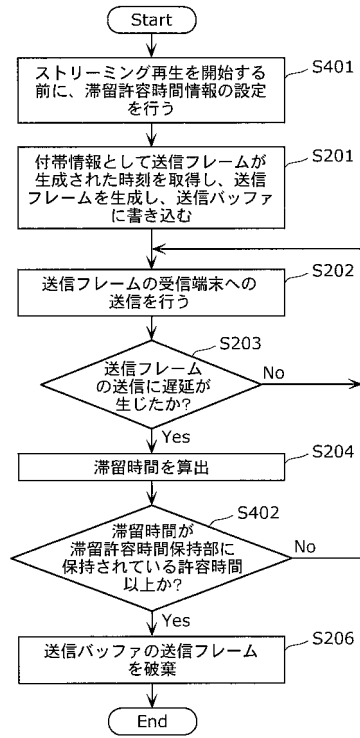 Start
S401
ストリーミング再生を開始する
前に、滞留許容時間情報の設定
を行う
S201
付帯情報として送信フレームが
生成された時刻を取得し、送信
フレームを生成し、送信バッファ
に書き込む
S202
送信フレームの受信端末への
送信を行う
S203
送信フレーム
の送信に遅延が
生じたか?
No
Yes
S204
滞留時間を算出
S402
滞留時間が
滞留許容時間保持部に
保持されている許容時間
以上か?
No
Yes
S206
送信バッファの送信フレーム
を破棄
End